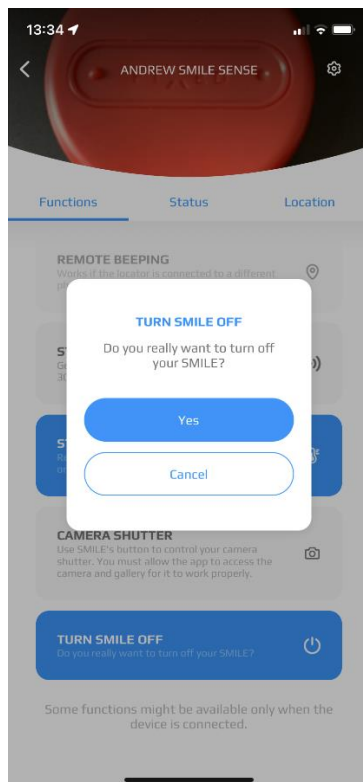 13:34
ANDREW SMILE SENSE
Functions Status Location
REMOTE BEEPING
Works if the locator is connected to a different
TURN SMILE OFF
Do you really want to turn off
your SMILE?
Yes
Cancel
CAMERA SHUTTER
Use SMILE's button to control your camera
shutter. You must allow the app to access the
camera and gallery for it to work properly.
TURN SMILE OFF
Do you really want to turn off your SMILE?
Some functions might be available only when the
device is connected.